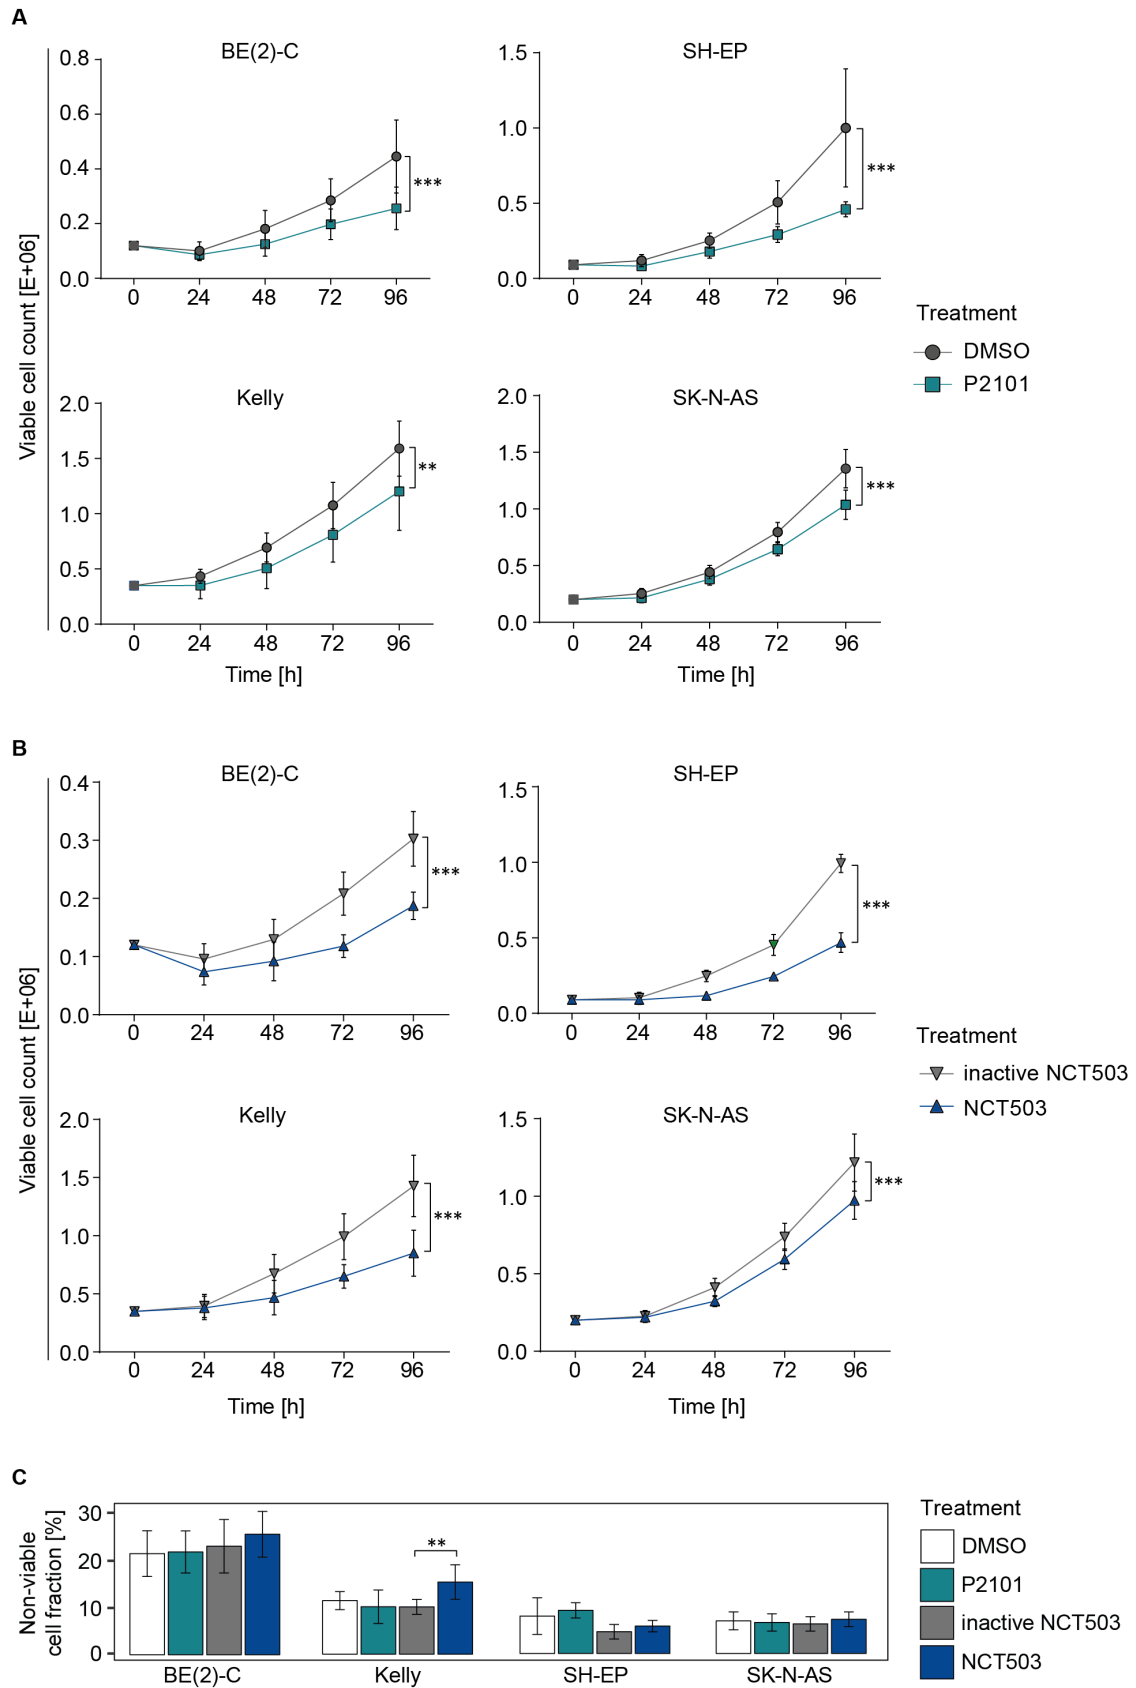 A
BE(2)-C
SH-EP
0.8
0.6
0.4
0.2
0.0
***
0 24 48 72 96
1.5
1.0
0.5
0.0
***
0 24 48 72 96
Viable cell count [E+06]
Treatment
DMSO
P2101
Kelly
SK-N-AS
2.0
1.5
1.0
0.5
0.0
**
0 24 48 72 96
Time [h]
2.0
1.5
1.0
0.5
0.0
***
0 24 48 72 96
Time [h]
B
BE(2)-C
SH-EP
0.4
0.3
0.2
0.1
0.0
***
0 24 48 72 96
1.5
1.0
0.5
0.0
***
0 24 48 72 96
Viable cell count [E+06]
Treatment
inactive NCT503
NCT503
Kelly
SK-N-AS
2.0
1.5
1.0
0.5
0.0
***
0 24 48 72 96
Time [h]
1.5
1.0
0.5
0.0
***
0 24 48 72 96
Time [h]
C
Non-viable
cell fraction [%]
30
20
10
0
**
BE(2)-C Kelly SH-EP SK-N-AS
Treatment
DMSO
P2101
inactive NCT503
NCT503